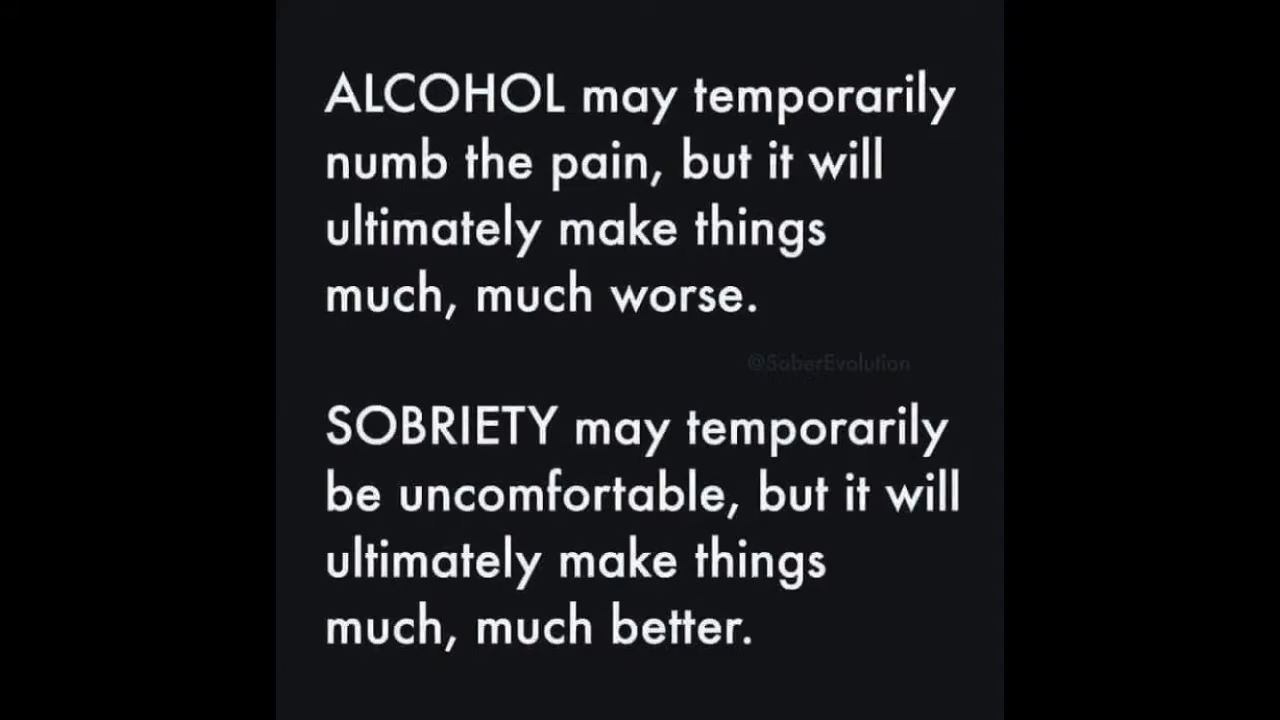 ALCOHOL may temporarily
numb the pain, but it will
ultimately make things
much, much worse.
@SoberEvolution
SOBRIETY may temporarily
be uncomfortable, but it will
ultimately make things
much, much better.